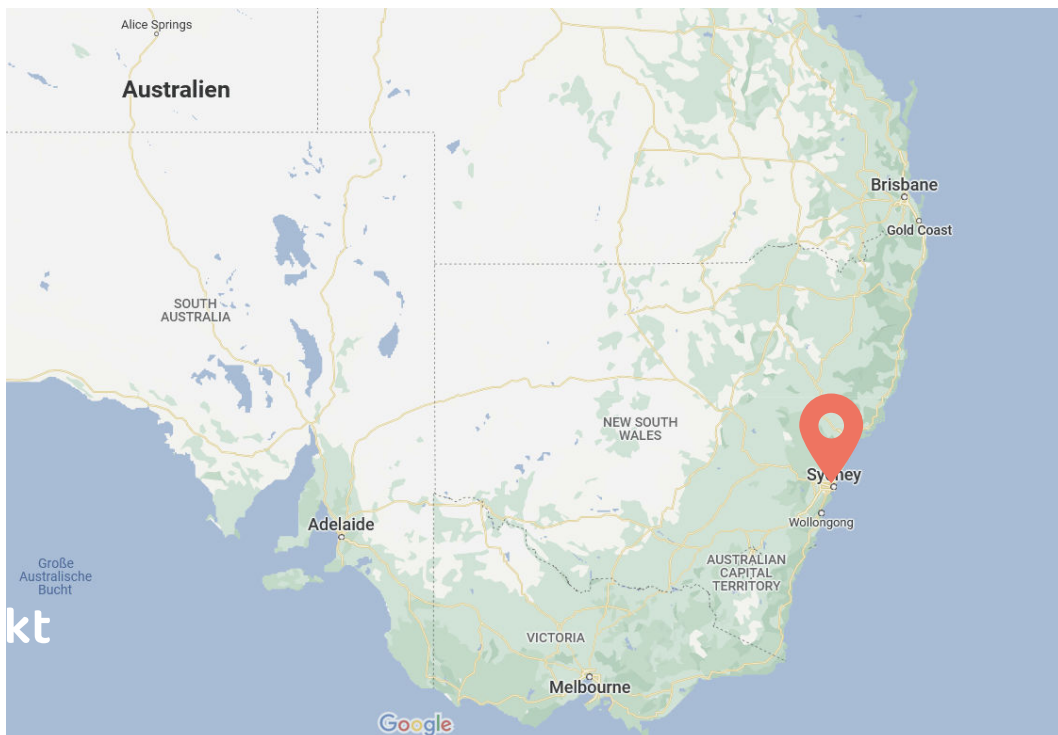 Alice Springs
Australien
Brisbane
Gold Coast
SOUTH
AUSTRALIA
NEW SOUTH
WALES
Sydney
Wollongong
Adelaide
AUSTRALIAN
CAPITAL
TERRITORY
Große
Australische
Bucht
kt
VICTORIA
Melbourne
Google